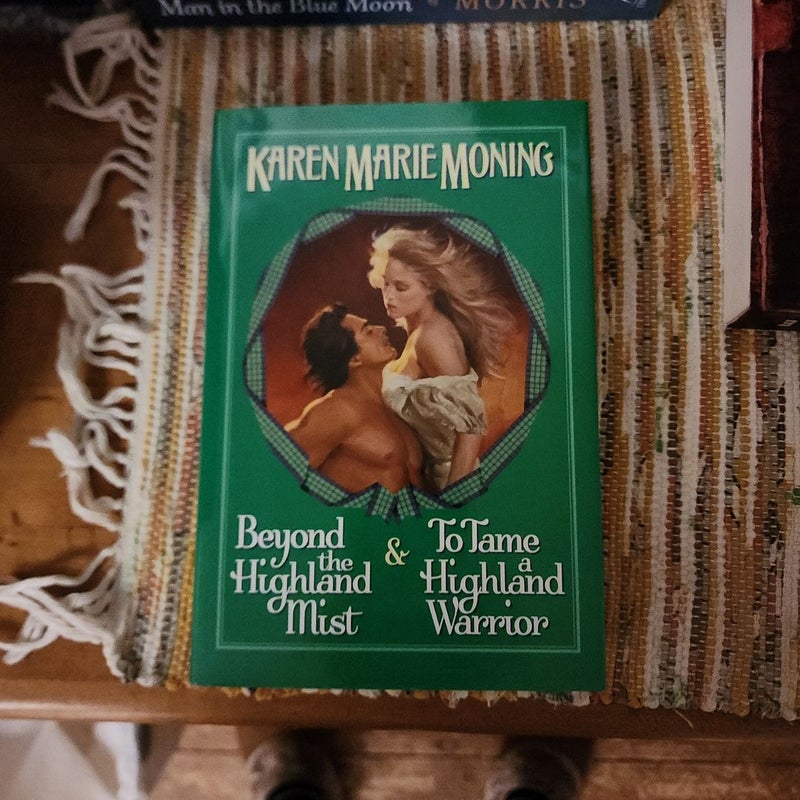 Man in the Blue Moon • MORRIS
KAREN MARIE MONING
Beyond
the
Highland
Mist
&
To Tame
a
Highland
Warrior